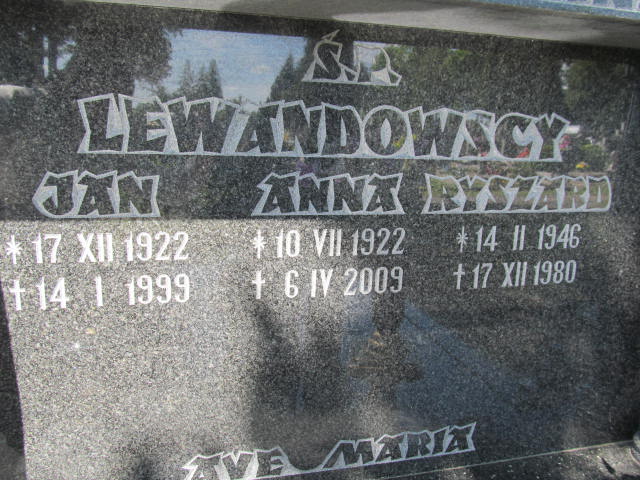 Ś.P.
LEWANDOWSCY
JAN ANNA RYSZARD
* 17 XII 1922 * 10 VII 1922 * 14 II 1946
† 14 I 1999 † 6 IV 2009 † 17 XII 1980
AVE MARIA